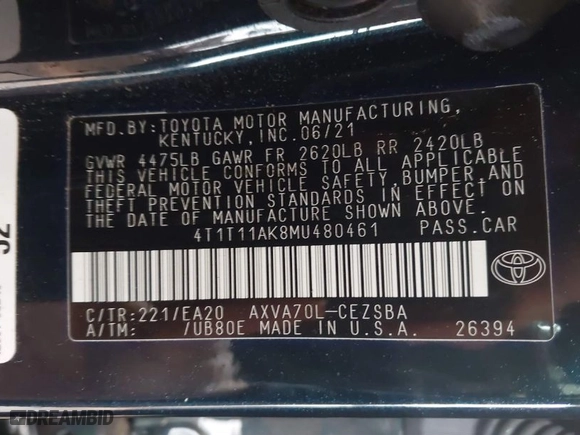 MFD.BY:TOYOTA MOTOR MANUFACTURING,
KENTUCKY,INC.06/21
GVWR 4475LB GAWR FR 2620LB RR 2420LB
THIS VEHICLE CONFORMS TO ALL APPLICABLE
FEDERAL MOTOR VEHICLE SAFETY, BUMPER,AND
THEFT PREVENTION STANDARDS IN EFFECT ON
THE DATE OF MANUFACTURE SHOWN ABOVE.
4T1T11AK8MU480461 PASS.CAR
C/TR:221/EA20 AXVA70L-CEZSBA
A/TM: /UB80E MADE IN U.S.A. 26394
TOYOTA
DREAMBID